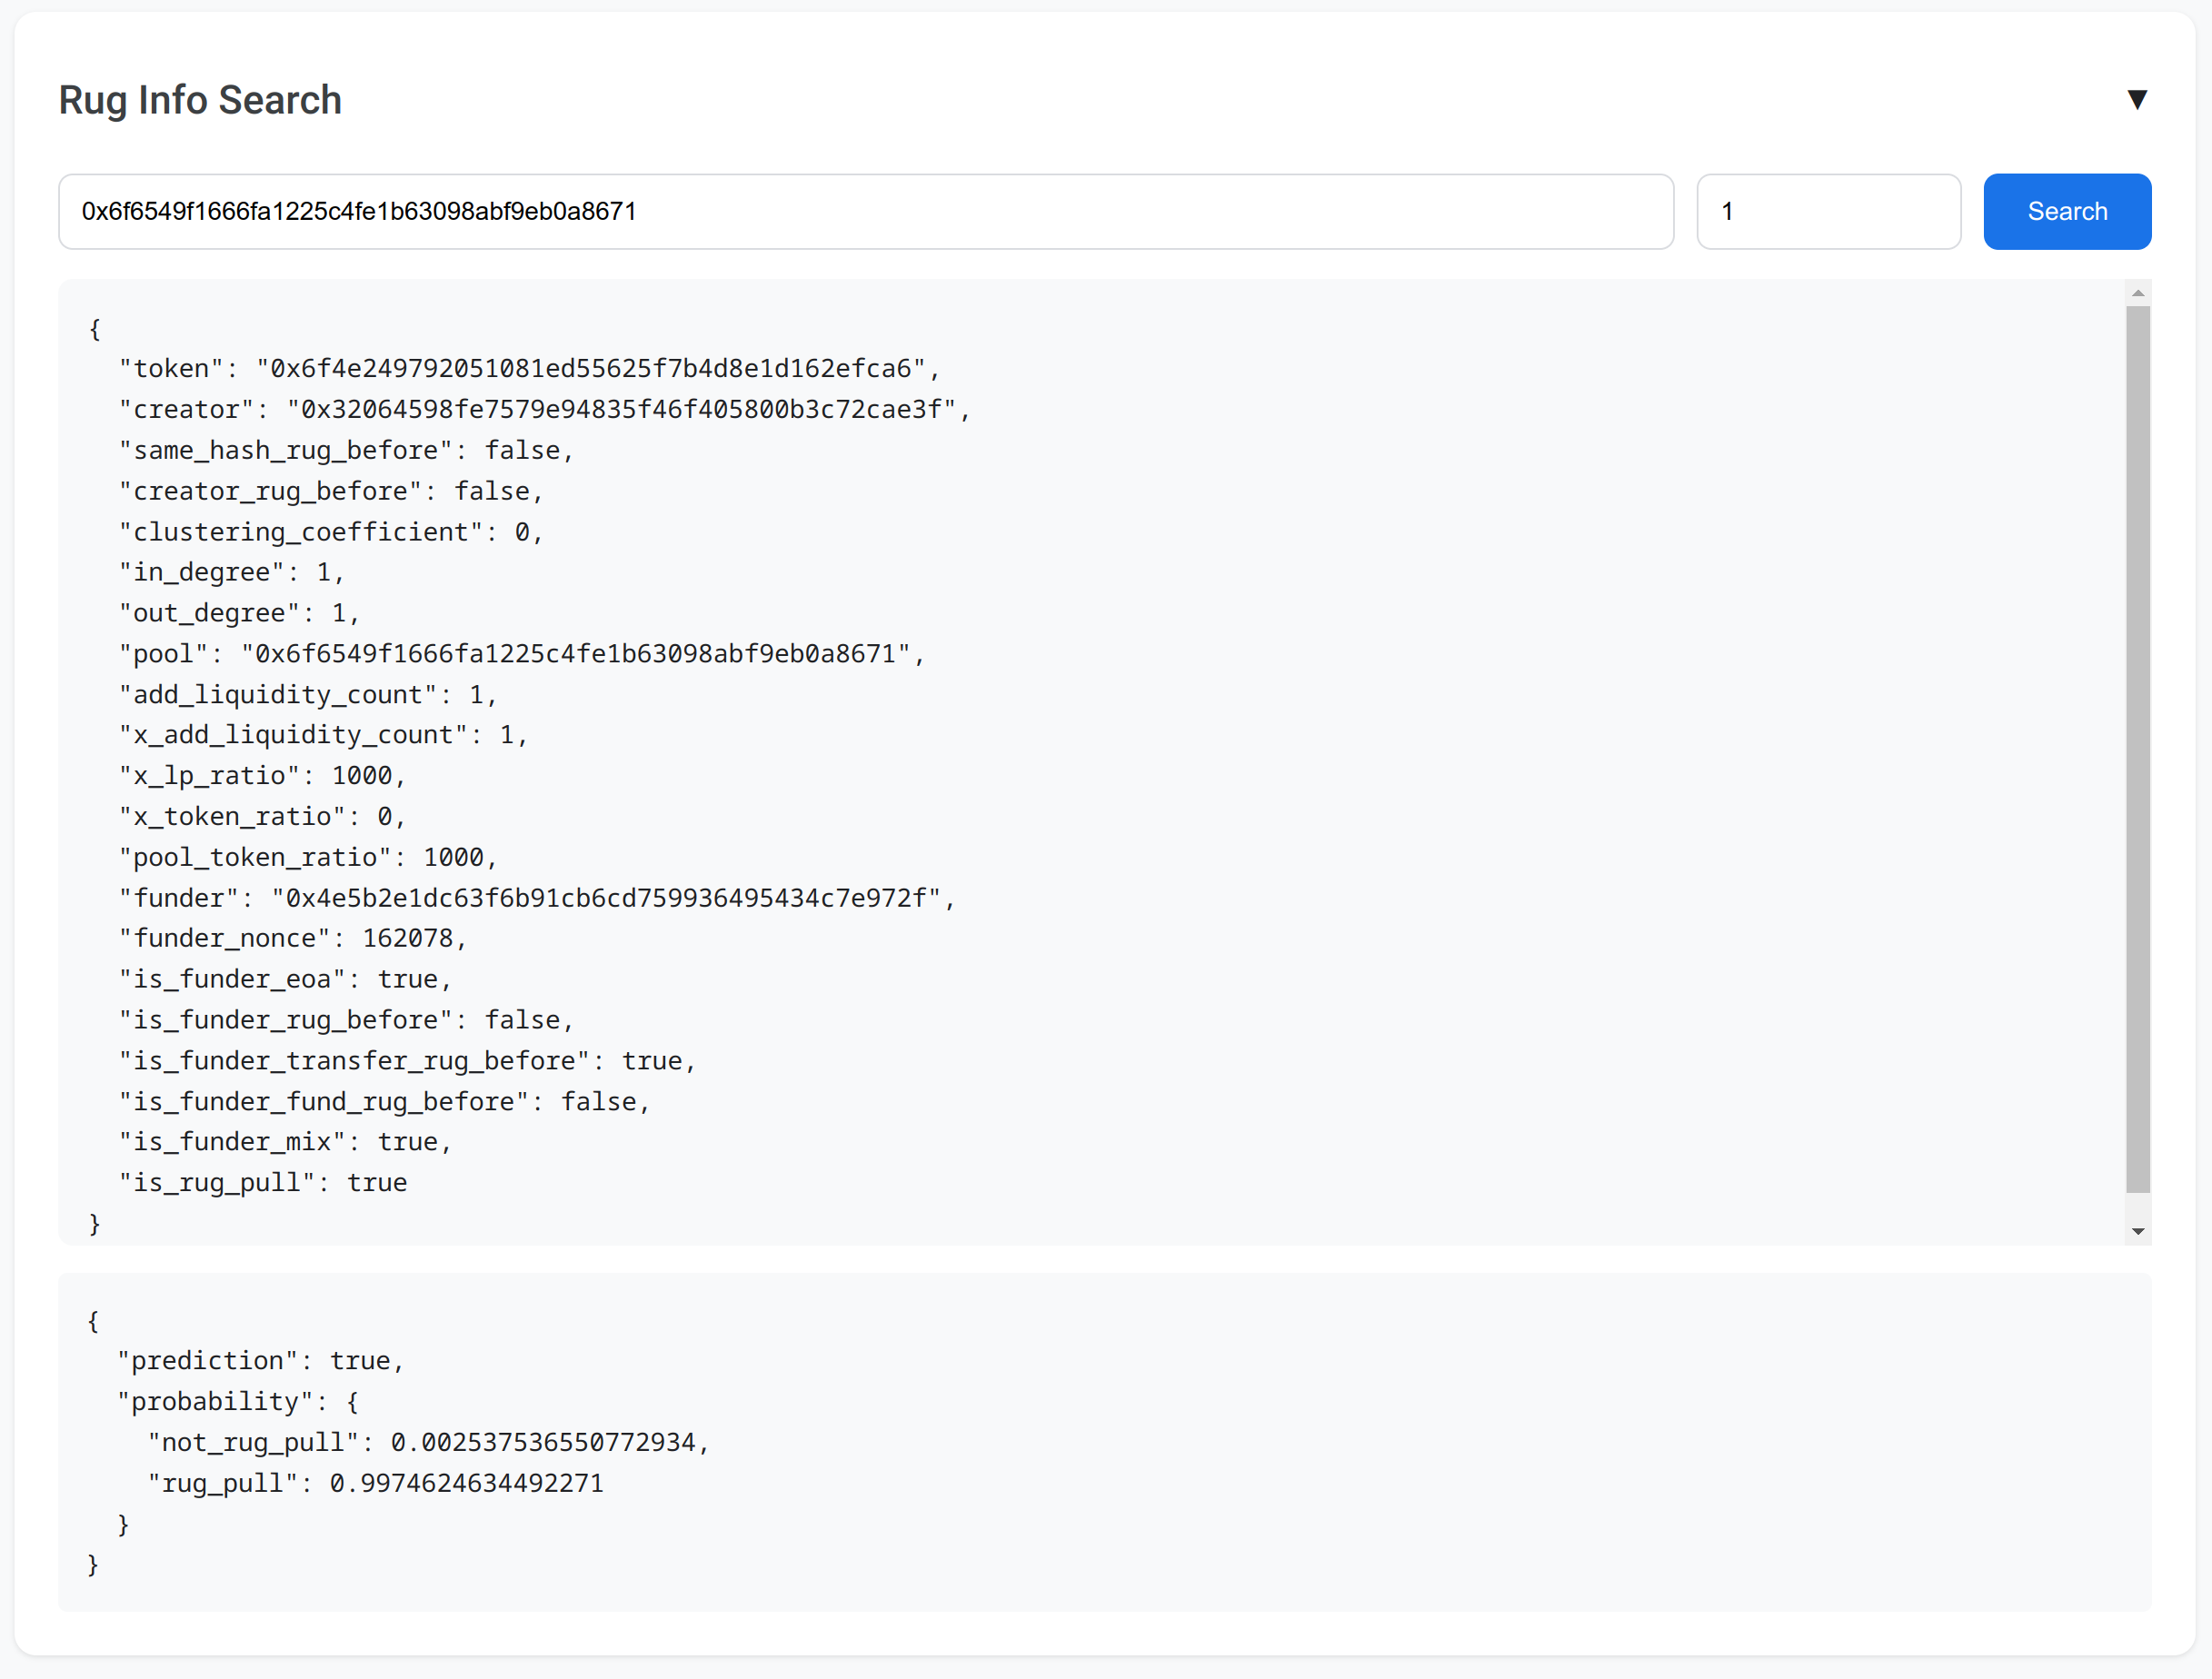 Rug Info Search ▼
0x6f6549f1666fa1225c4fe1b63098abf9eb0a8671 1 Search
{
"token": "0x6f4e249792051081ed55625f7b4d8e1d162efca6",
"creator": "0x32064598fe7579e94835f46f405800b3c72cae3f",
"same_hash_rug_before": false,
"creator_rug_before": false,
"clustering_coefficient": 0,
"in_degree": 1,
"out_degree": 1,
"pool": "0x6f6549f1666fa1225c4fe1b63098abf9eb0a8671",
"add_liquidity_count": 1,
"x_add_liquidity_count": 1,
"x_lp_ratio": 1000,
"x_token_ratio": 0,
"pool_token_ratio": 1000,
"funder": "0x4e5b2e1dc63f6b91cb6cd759936495434c7e972f",
"funder_nonce": 162078,
"is_funder_eoa": true,
"is_funder_rug_before": false,
"is_funder_transfer_rug_before": true,
"is_funder_fund_rug_before": false,
"is_funder_mix": true,
"is_rug_pull": true
}
{
"prediction": true,
"probability": {
"not_rug_pull": 0.002537536550772934,
"rug_pull": 0.9974624634492271
}
}